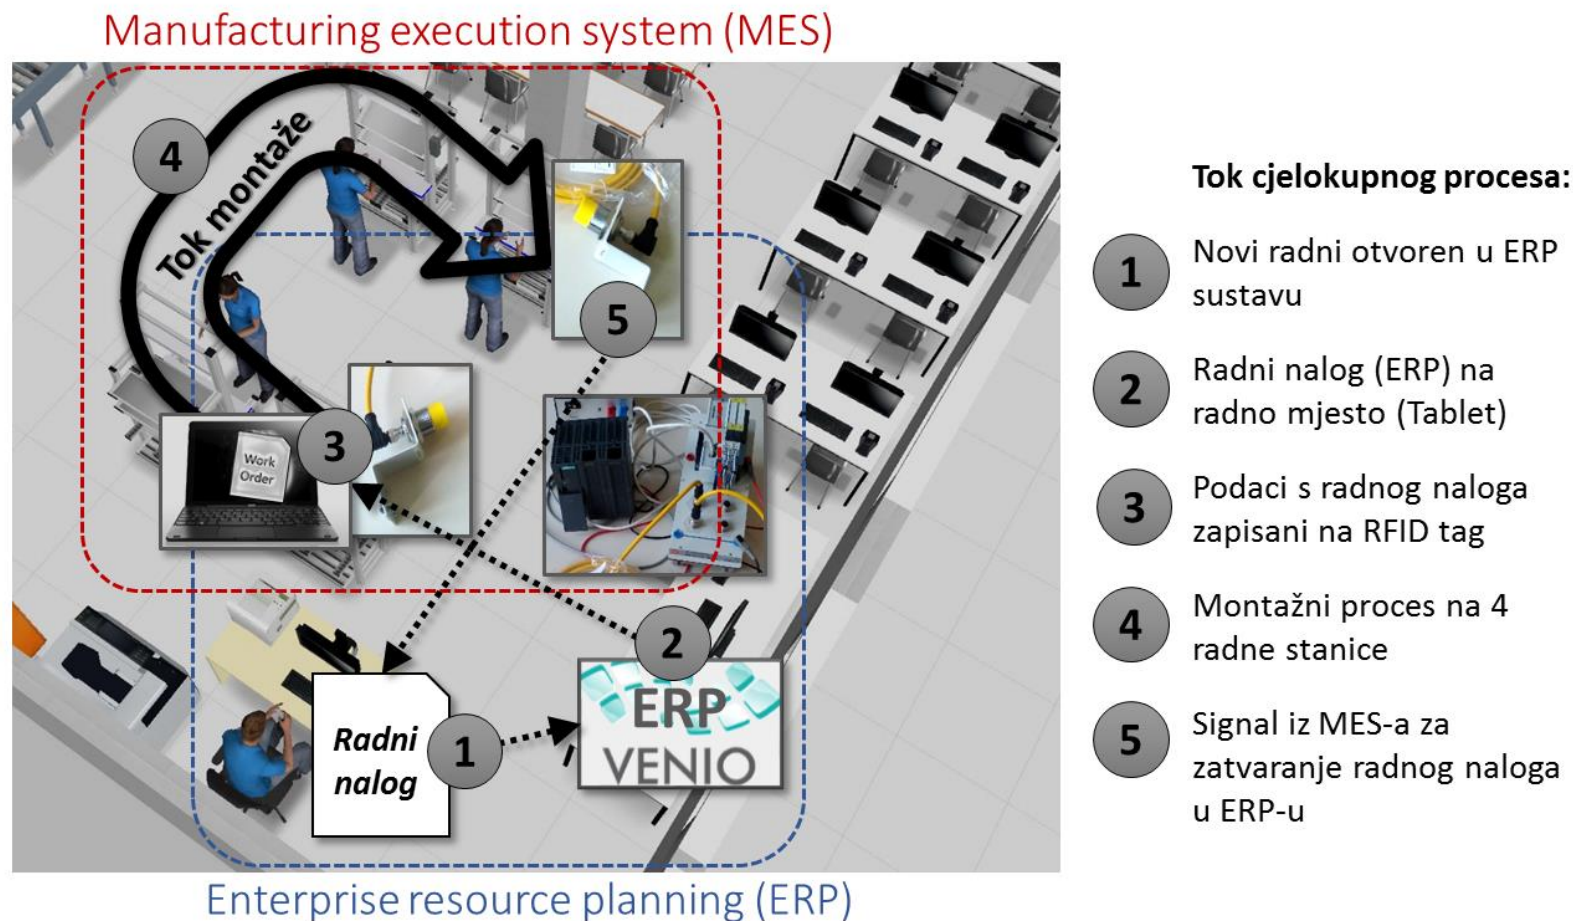 Manufacturing execution system (MES)
4
Tok montaže
5
3
Work
Order
2
Radni
nalog
1
ERP
VENIO
Enterprise resource planning (ERP)
Tok cjelokupnog procesa:
1
Novi radni otvoren u ERP
sustavu
2
Radni nalog (ERP) na
radno mjesto (Tablet)
3
Podaci s radnog naloga
zapisani na RFID tag
4
Montažni proces na 4
radne stanice
5
Signal iz MES-a za
zatvaranje radnog naloga
u ERP-u